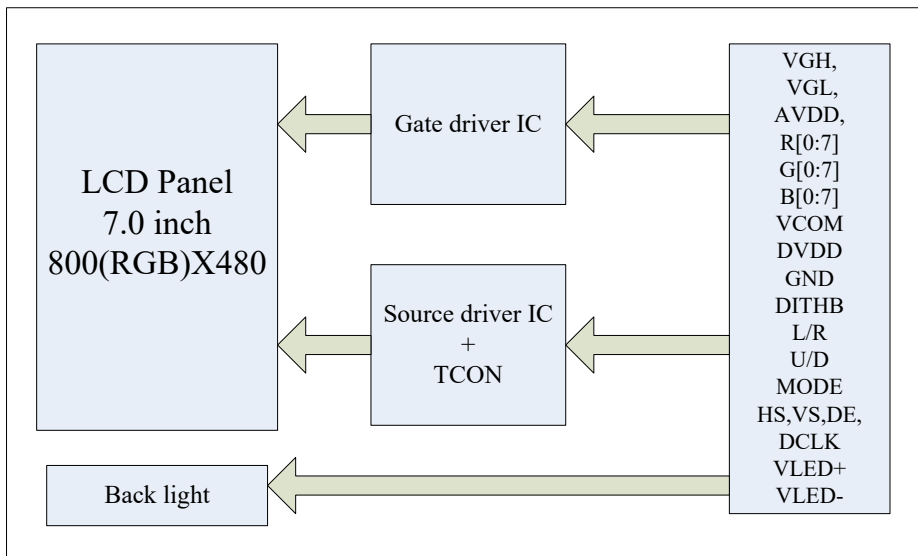 LCD Panel
7.0 inch
800(RGB)X480
Gate driver IC
Source driver IC
+
TCON
Back light
VGH,
VGL,
AVDD,
R[0:7]
G[0:7]
B[0:7]
VCOM
DVDD
GND
DITHB
L/R
U/D
MODE
HS,VS,DE,
DCLK
VLED+
VLED-